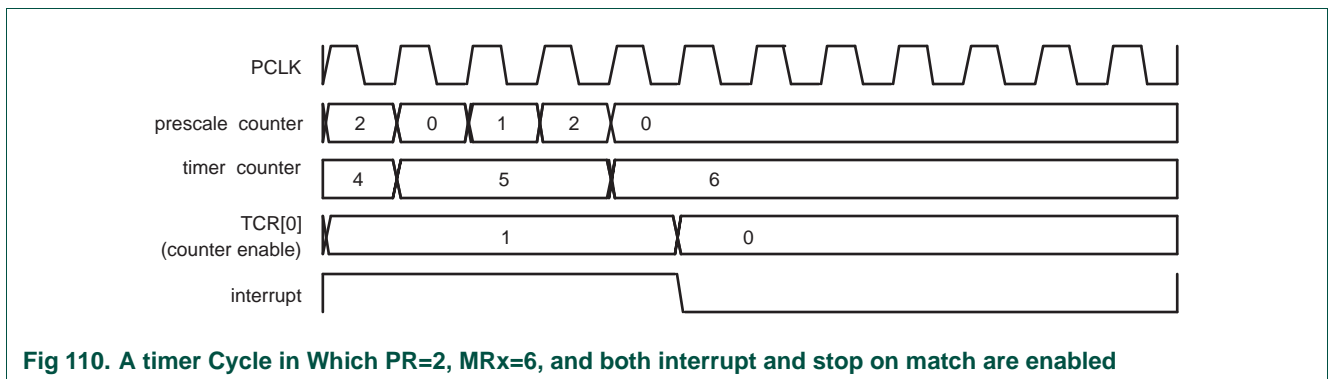 PCLK
prescale counter
2 0 1 2 0
timer counter
4 5 6
TCR[0]
(counter enable)
1 0
interrupt
Fig 110. A timer Cycle in Which PR=2, MRx=6, and both interrupt and stop on match are enabled